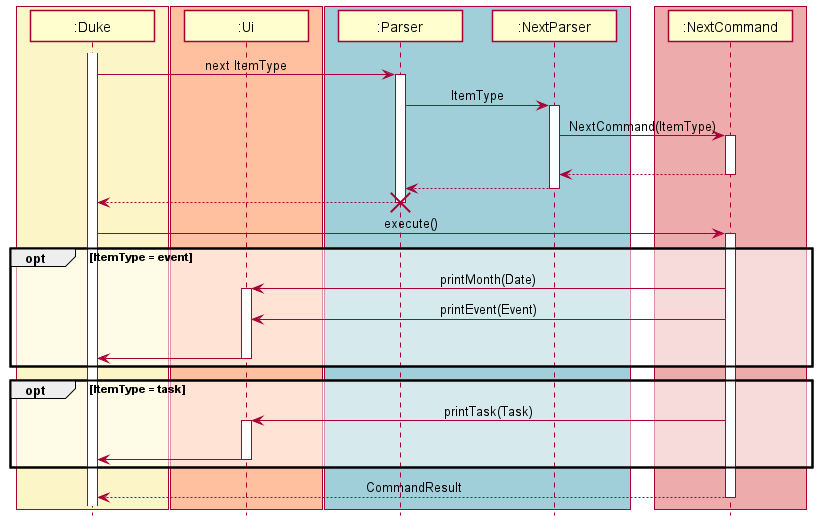 :Duke
:Ui
:Parser
:NextParser
:NextCommand
next ItemType
ItemType
NextCommand(ItemType)
execute()
opt
[ItemType = event]
printMonth(Date)
printEvent(Event)
opt
[ItemType = task]
printTask(Task)
CommandResult